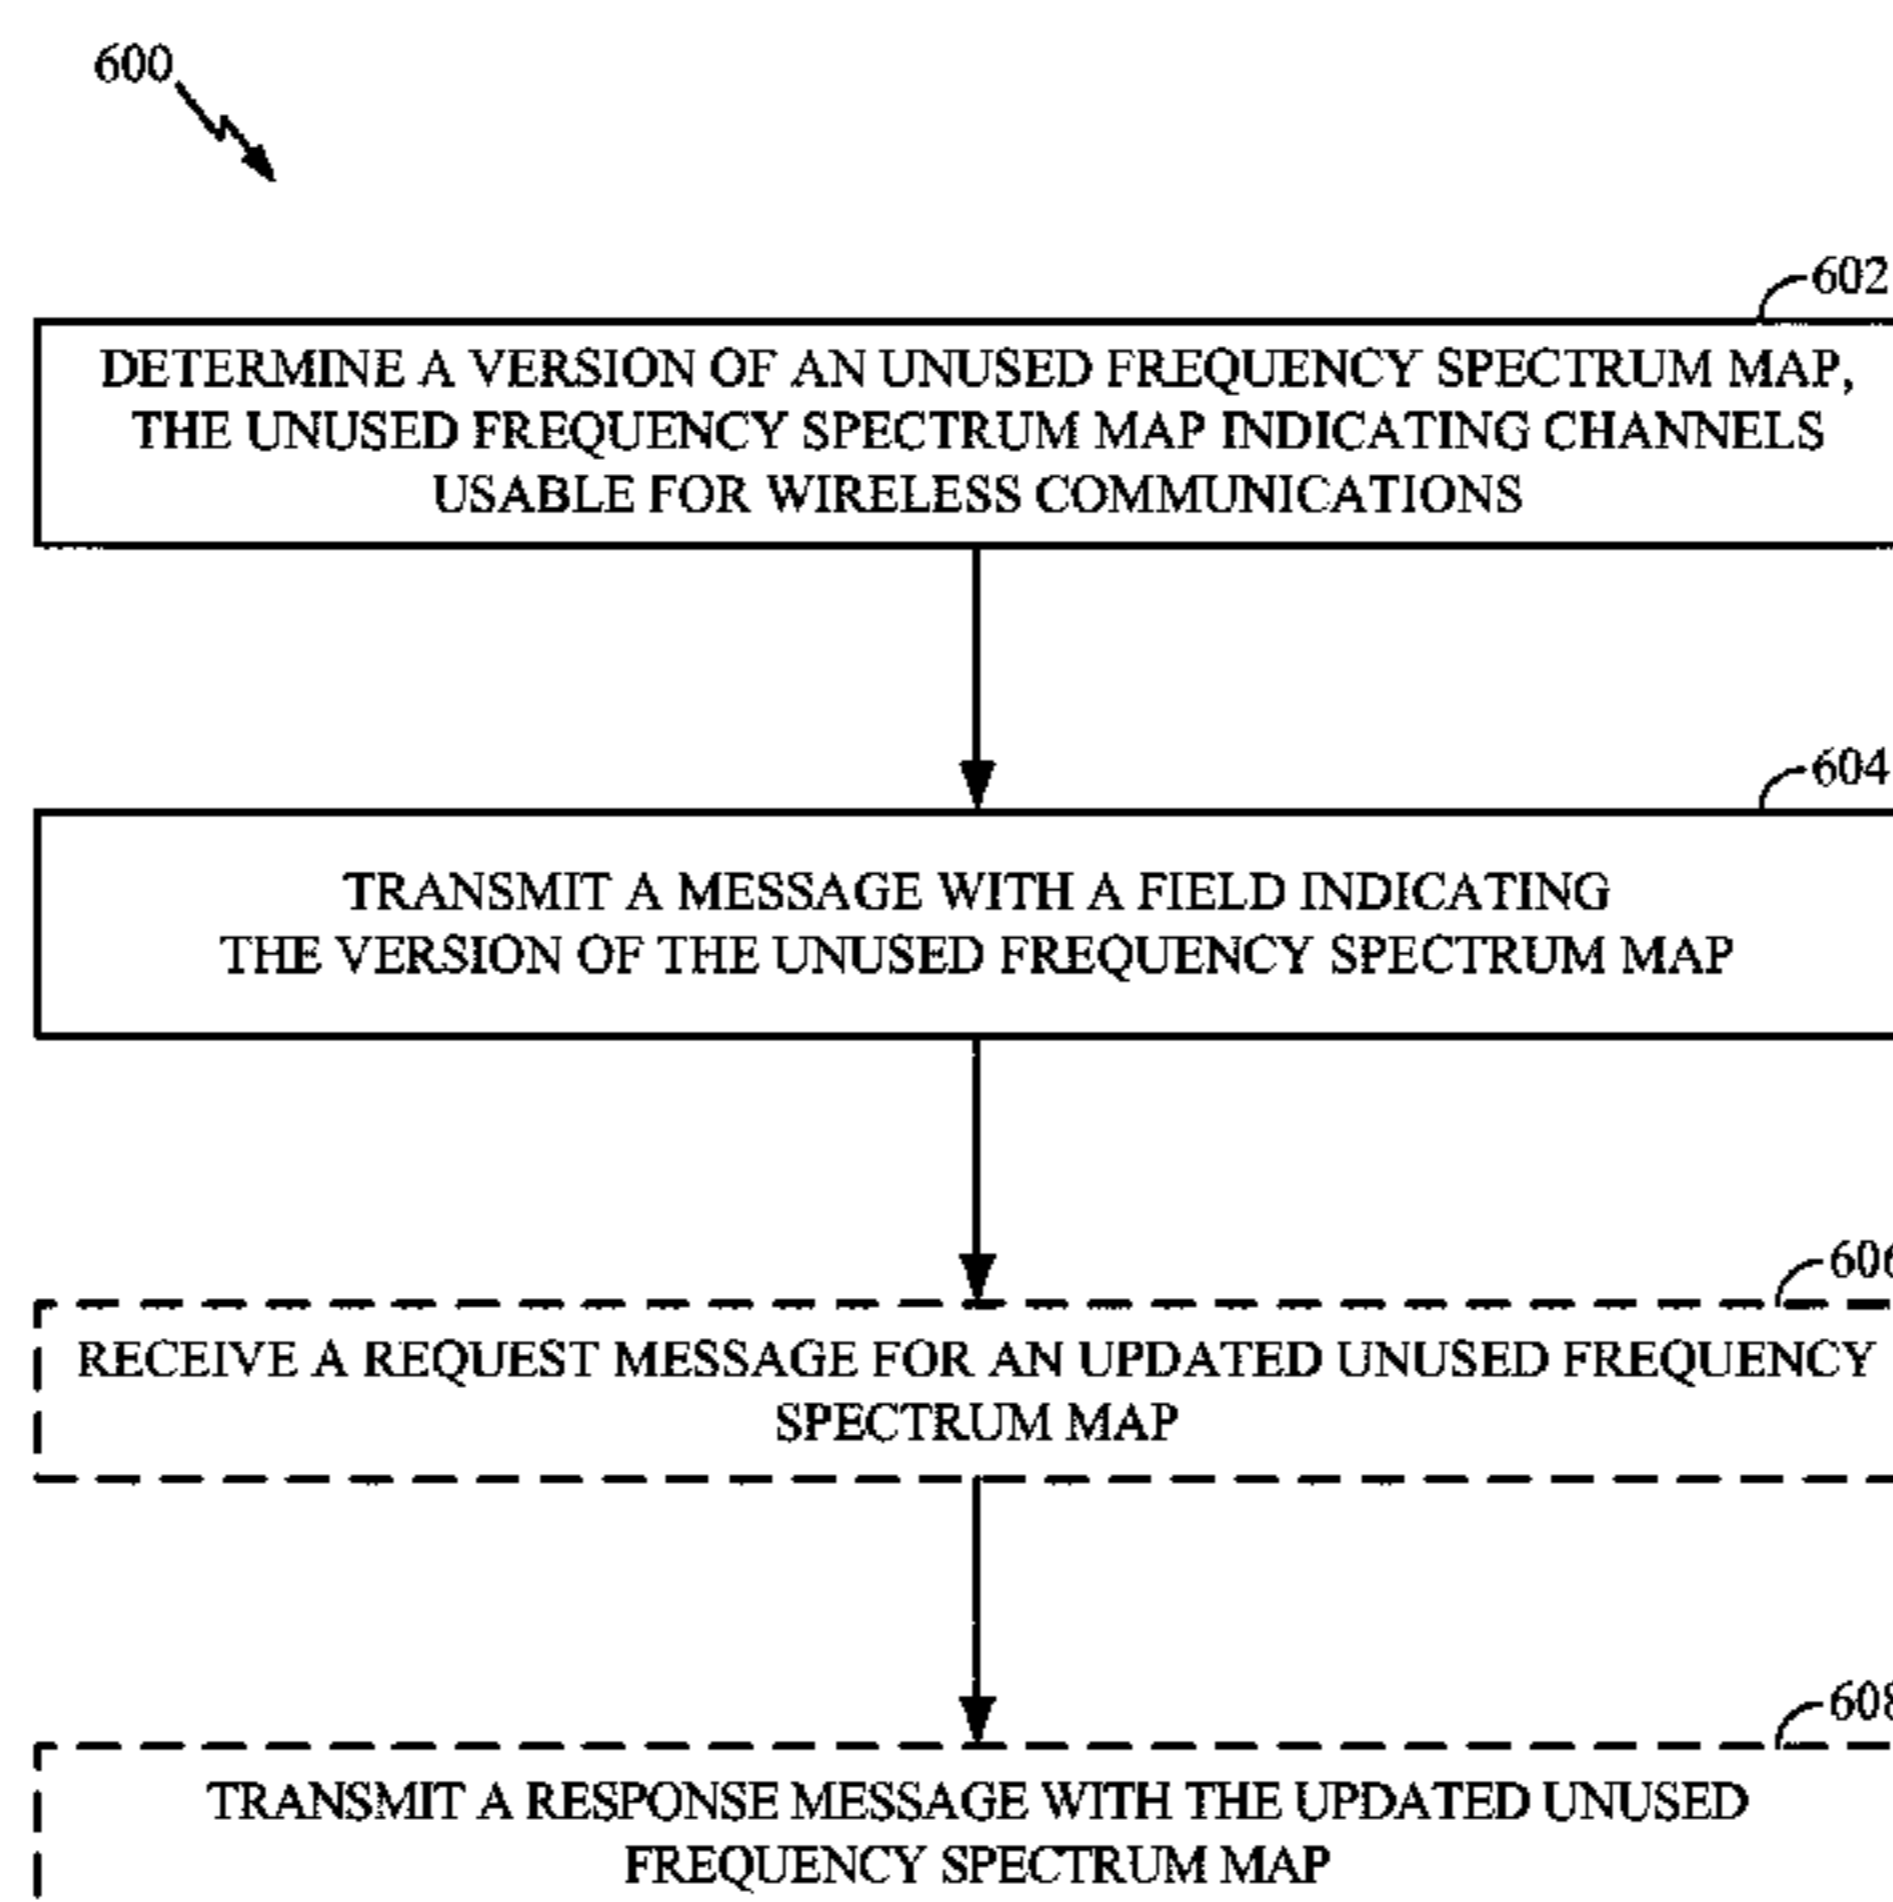 600
602
DETERMINE A VERSION OF AN UNUSED FREQUENCY SPECTRUM MAP,
THE UNUSED FREQUENCY SPECTRUM MAP INDICATING CHANNELS
USABLE FOR WIRELESS COMMUNICATIONS
604
TRANSMIT A MESSAGE WITH A FIELD INDICATING
THE VERSION OF THE UNUSED FREQUENCY SPECTRUM MAP
606
RECEIVE A REQUEST MESSAGE FOR AN UPDATED UNUSED FREQUENCY
SPECTRUM MAP
608
TRANSMIT A RESPONSE MESSAGE WITH THE UPDATED UNUSED
FREQUENCY SPECTRUM MAP